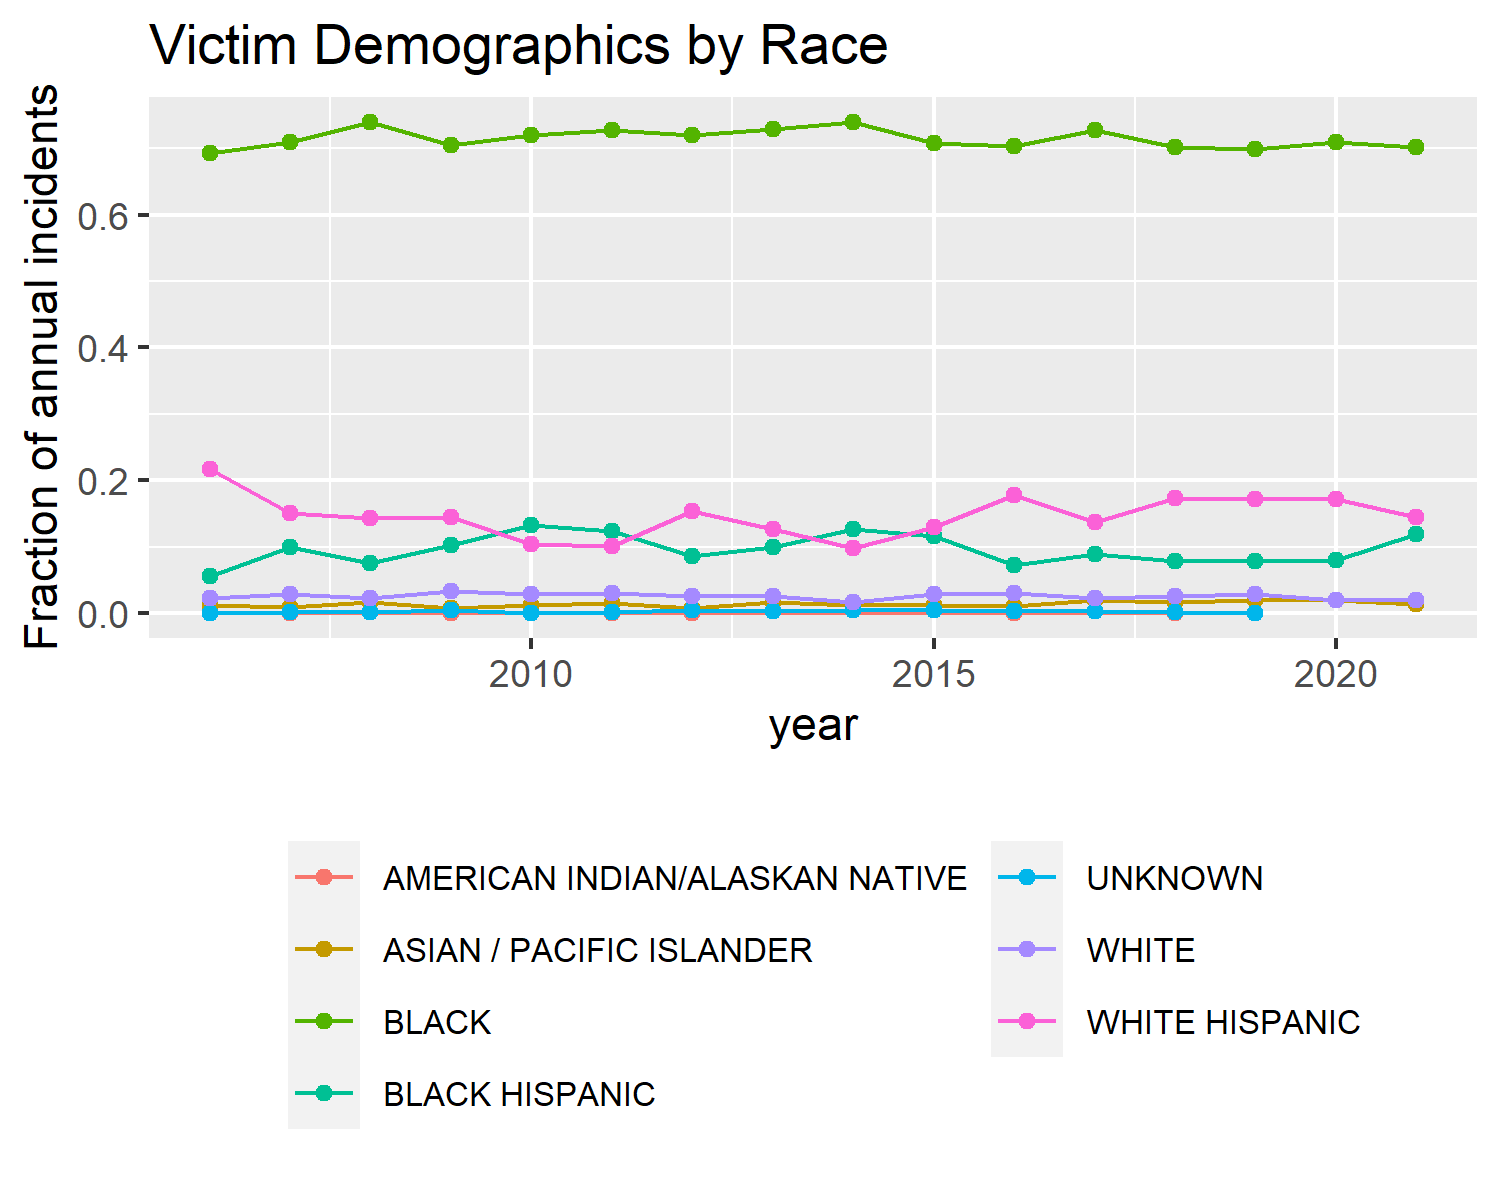 Victim Demographics by Race
Fraction of annual incidents
0.6
0.4
0.2
0.0
2010
2015
2020
year
AMERICAN INDIAN/ALASKAN NATIVE
ASIAN / PACIFIC ISLANDER
BLACK
BLACK HISPANIC
UNKNOWN
WHITE
WHITE HISPANIC